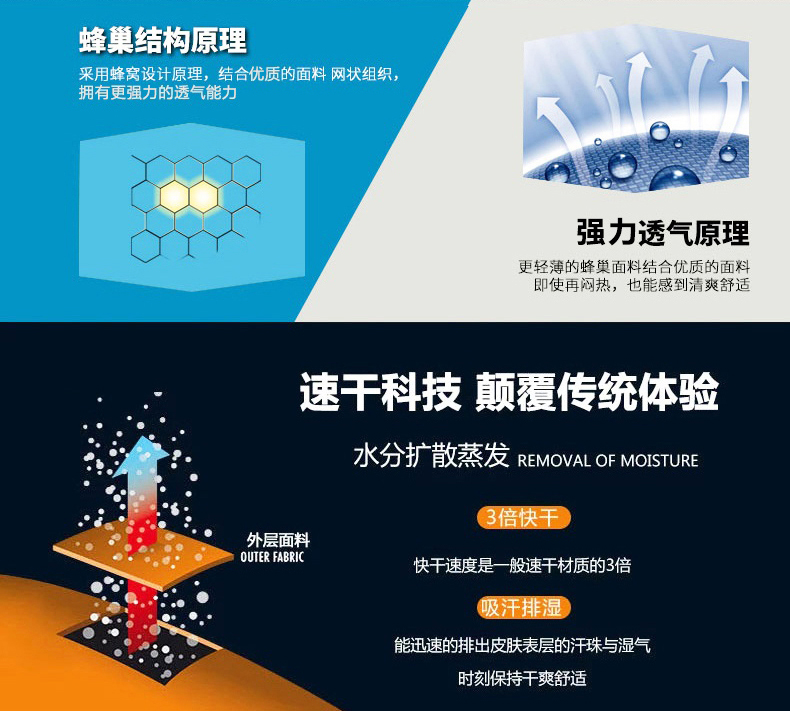 蜂巢结构原理
采用蜂窝设计原理，结合优质的面料 网状组织，
拥有更强力的透气能力
强力透气原理
更轻薄的蜂巢面料结合优质的面料
即使再闷热，也能感到清爽舒适
速干科技 颠覆传统体验
水分扩散蒸发 REMOVAL OF MOISTURE
3倍快干
外层面料
OUTER FABRIC
快干速度是一般速干材质的3倍
吸汗排湿
能迅速的排出皮肤表层的汗珠与湿气
时刻保持干爽舒适